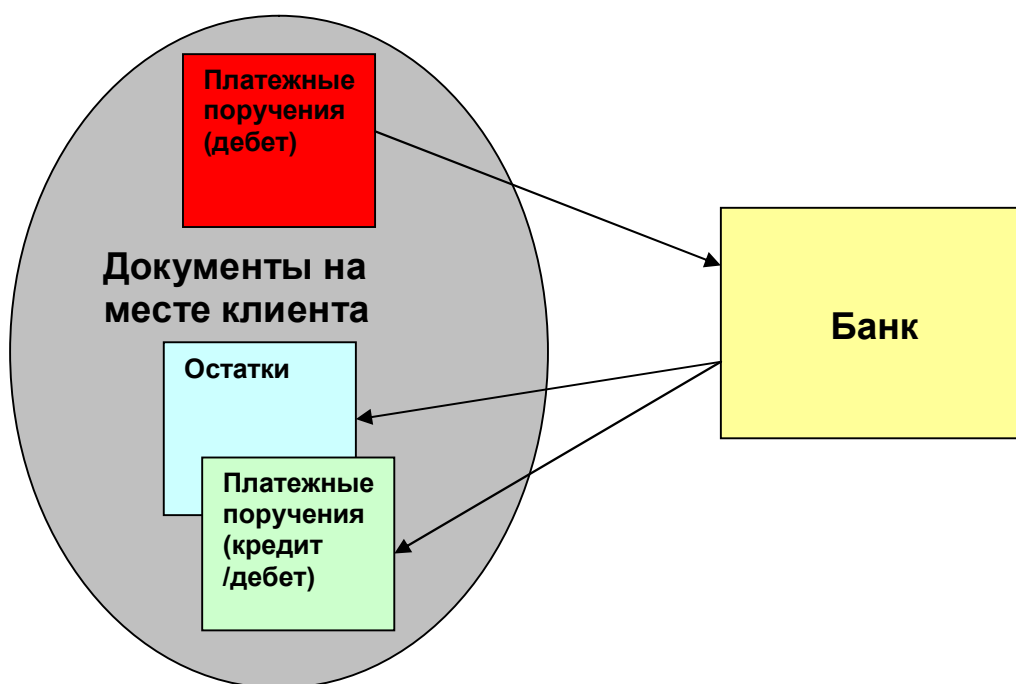 Платежные
поручения
(дебет)
Документы на
месте клиента
Банк
Остатки
Платежные
поручения
(кредит
/дебет)